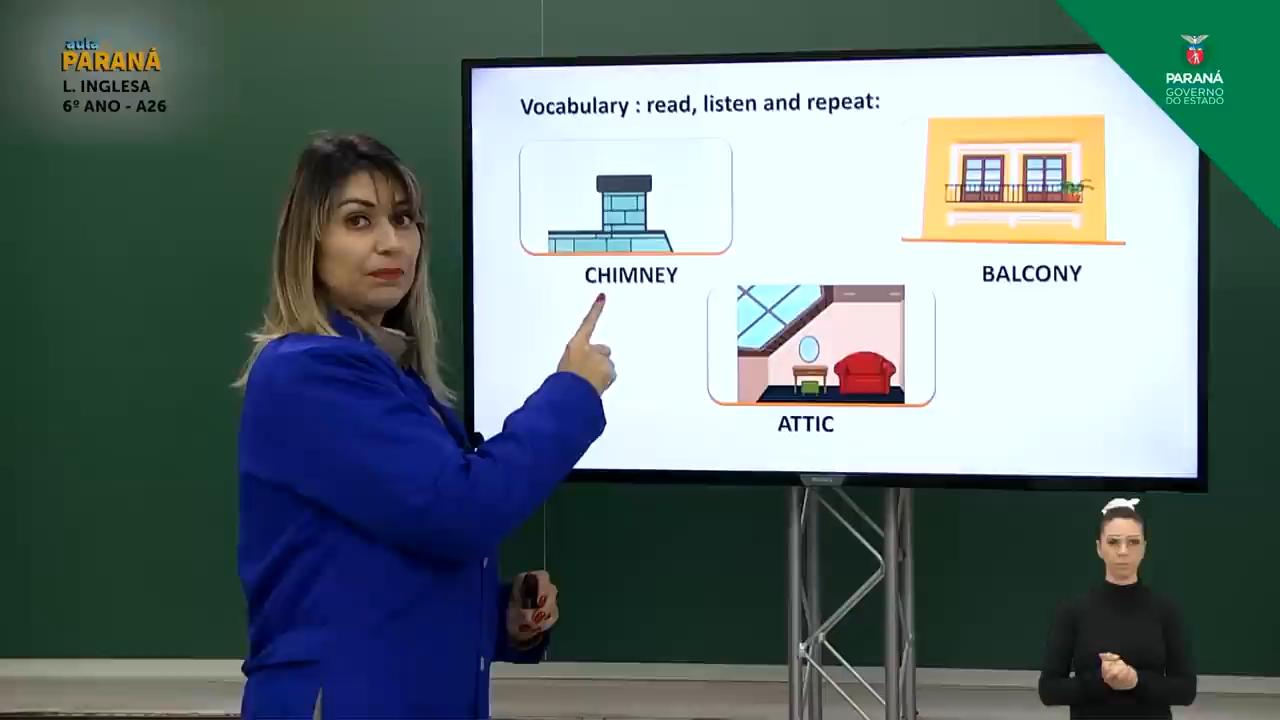 aula
PARANÁ
L. INGLESA
6º ANO - A26
PARANÁ
GOVERNO
DO ESTADO
Vocabulary : read, listen and repeat:
CHIMNEY
BALCONY
ATTIC